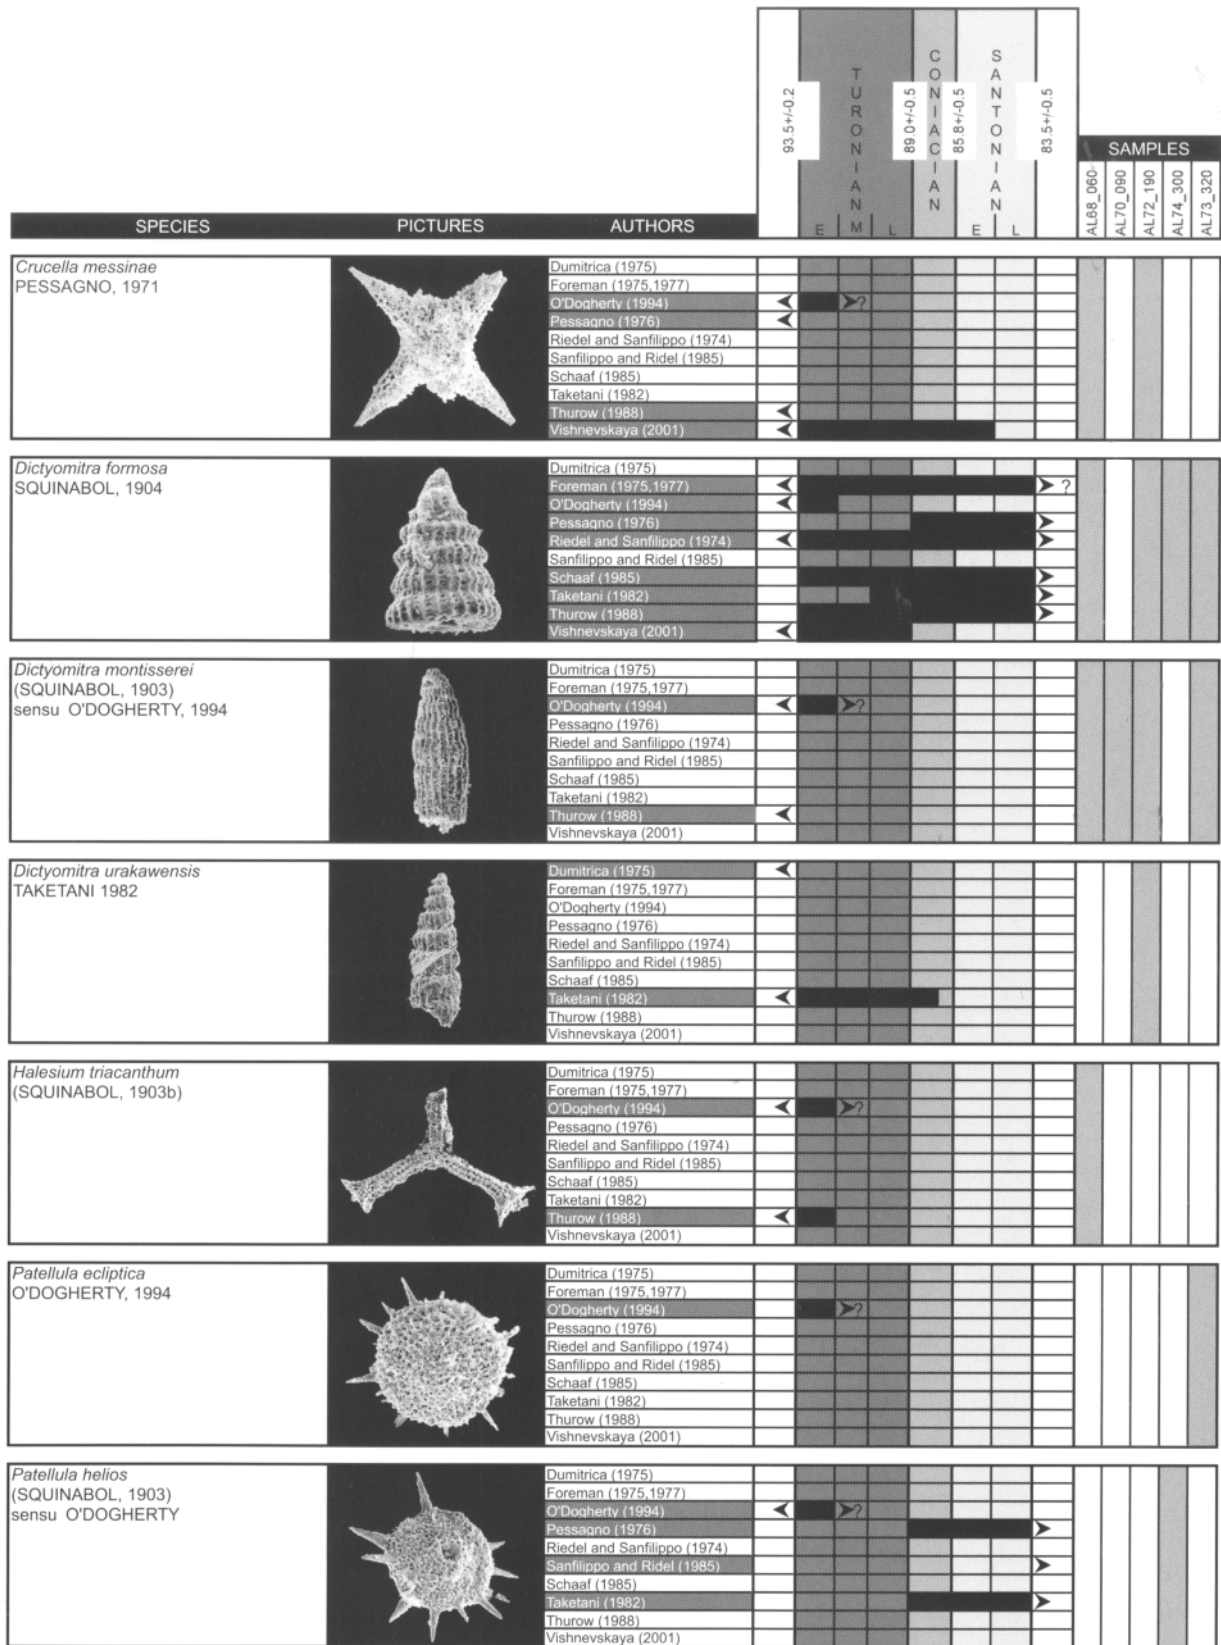 93.5+/-0.2
TURONIAN
89.0+/-0.5
CONIACIAN
85.8+/-0.5
SANTONIAN
83.5+/-0.5
E M L E L
SAMPLES
AL68_060
AL70_090
AL72_190
AL74_300
AL73_320
SPECIES PICTURES AUTHORS
Crucella messinae
PESSAGNO, 1971
Dumitrica (1975)
Foreman (1975,1977)
O'Dogherty (1994) ?
Pessagno (1976)
Riedel and Sanfilippo (1974)
Sanfilippo and Ridel (1985)
Schaaf (1985)
Taketani (1982)
Thurow (1988)
Vishnevskaya (2001)
Dictyomitra formosa
SQUINABOL, 1904
Dumitrica (1975)
Foreman (1975,1977) ?
O'Dogherty (1994)
Pessagno (1976)
Riedel and Sanfilippo (1974)
Sanfilippo and Ridel (1985)
Schaaf (1985)
Taketani (1982)
Thurow (1988)
Vishnevskaya (2001)
Dictyomitra montisserei
(SQUINABOL, 1903)
sensu O'DOGHERTY, 1994
Dumitrica (1975)
Foreman (1975,1977)
O'Dogherty (1994) ?
Pessagno (1976)
Riedel and Sanfilippo (1974)
Sanfilippo and Ridel (1985)
Schaaf (1985)
Taketani (1982)
Thurow (1988)
Vishnevskaya (2001)
Dictyomitra urakawensis
TAKETANI 1982
Dumitrica (1975)
Foreman (1975,1977)
O'Dogherty (1994)
Pessagno (1976)
Riedel and Sanfilippo (1974)
Sanfilippo and Ridel (1985)
Schaaf (1985)
Taketani (1982)
Thurow (1988)
Vishnevskaya (2001)
Halesium triacanthum
(SQUINABOL, 1903b)
Dumitrica (1975)
Foreman (1975,1977)
O'Dogherty (1994) ?
Pessagno (1976)
Riedel and Sanfilippo (1974)
Sanfilippo and Ridel (1985)
Schaaf (1985)
Taketani (1982)
Thurow (1988)
Vishnevskaya (2001)
Patellula ecliptica
O'DOGHERTY, 1994
Dumitrica (1975)
Foreman (1975,1977)
O'Dogherty (1994) ?
Pessagno (1976)
Riedel and Sanfilippo (1974)
Sanfilippo and Ridel (1985)
Schaaf (1985)
Taketani (1982)
Thurow (1988)
Vishnevskaya (2001)
Patellula helios
(SQUINABOL, 1903)
sensu O'DOGHERTY
Dumitrica (1975)
Foreman (1975,1977)
O'Dogherty (1994) ?
Pessagno (1976)
Riedel and Sanfilippo (1974)
Sanfilippo and Ridel (1985)
Schaaf (1985)
Taketani (1982)
Thurow (1988)
Vishnevskaya (2001)